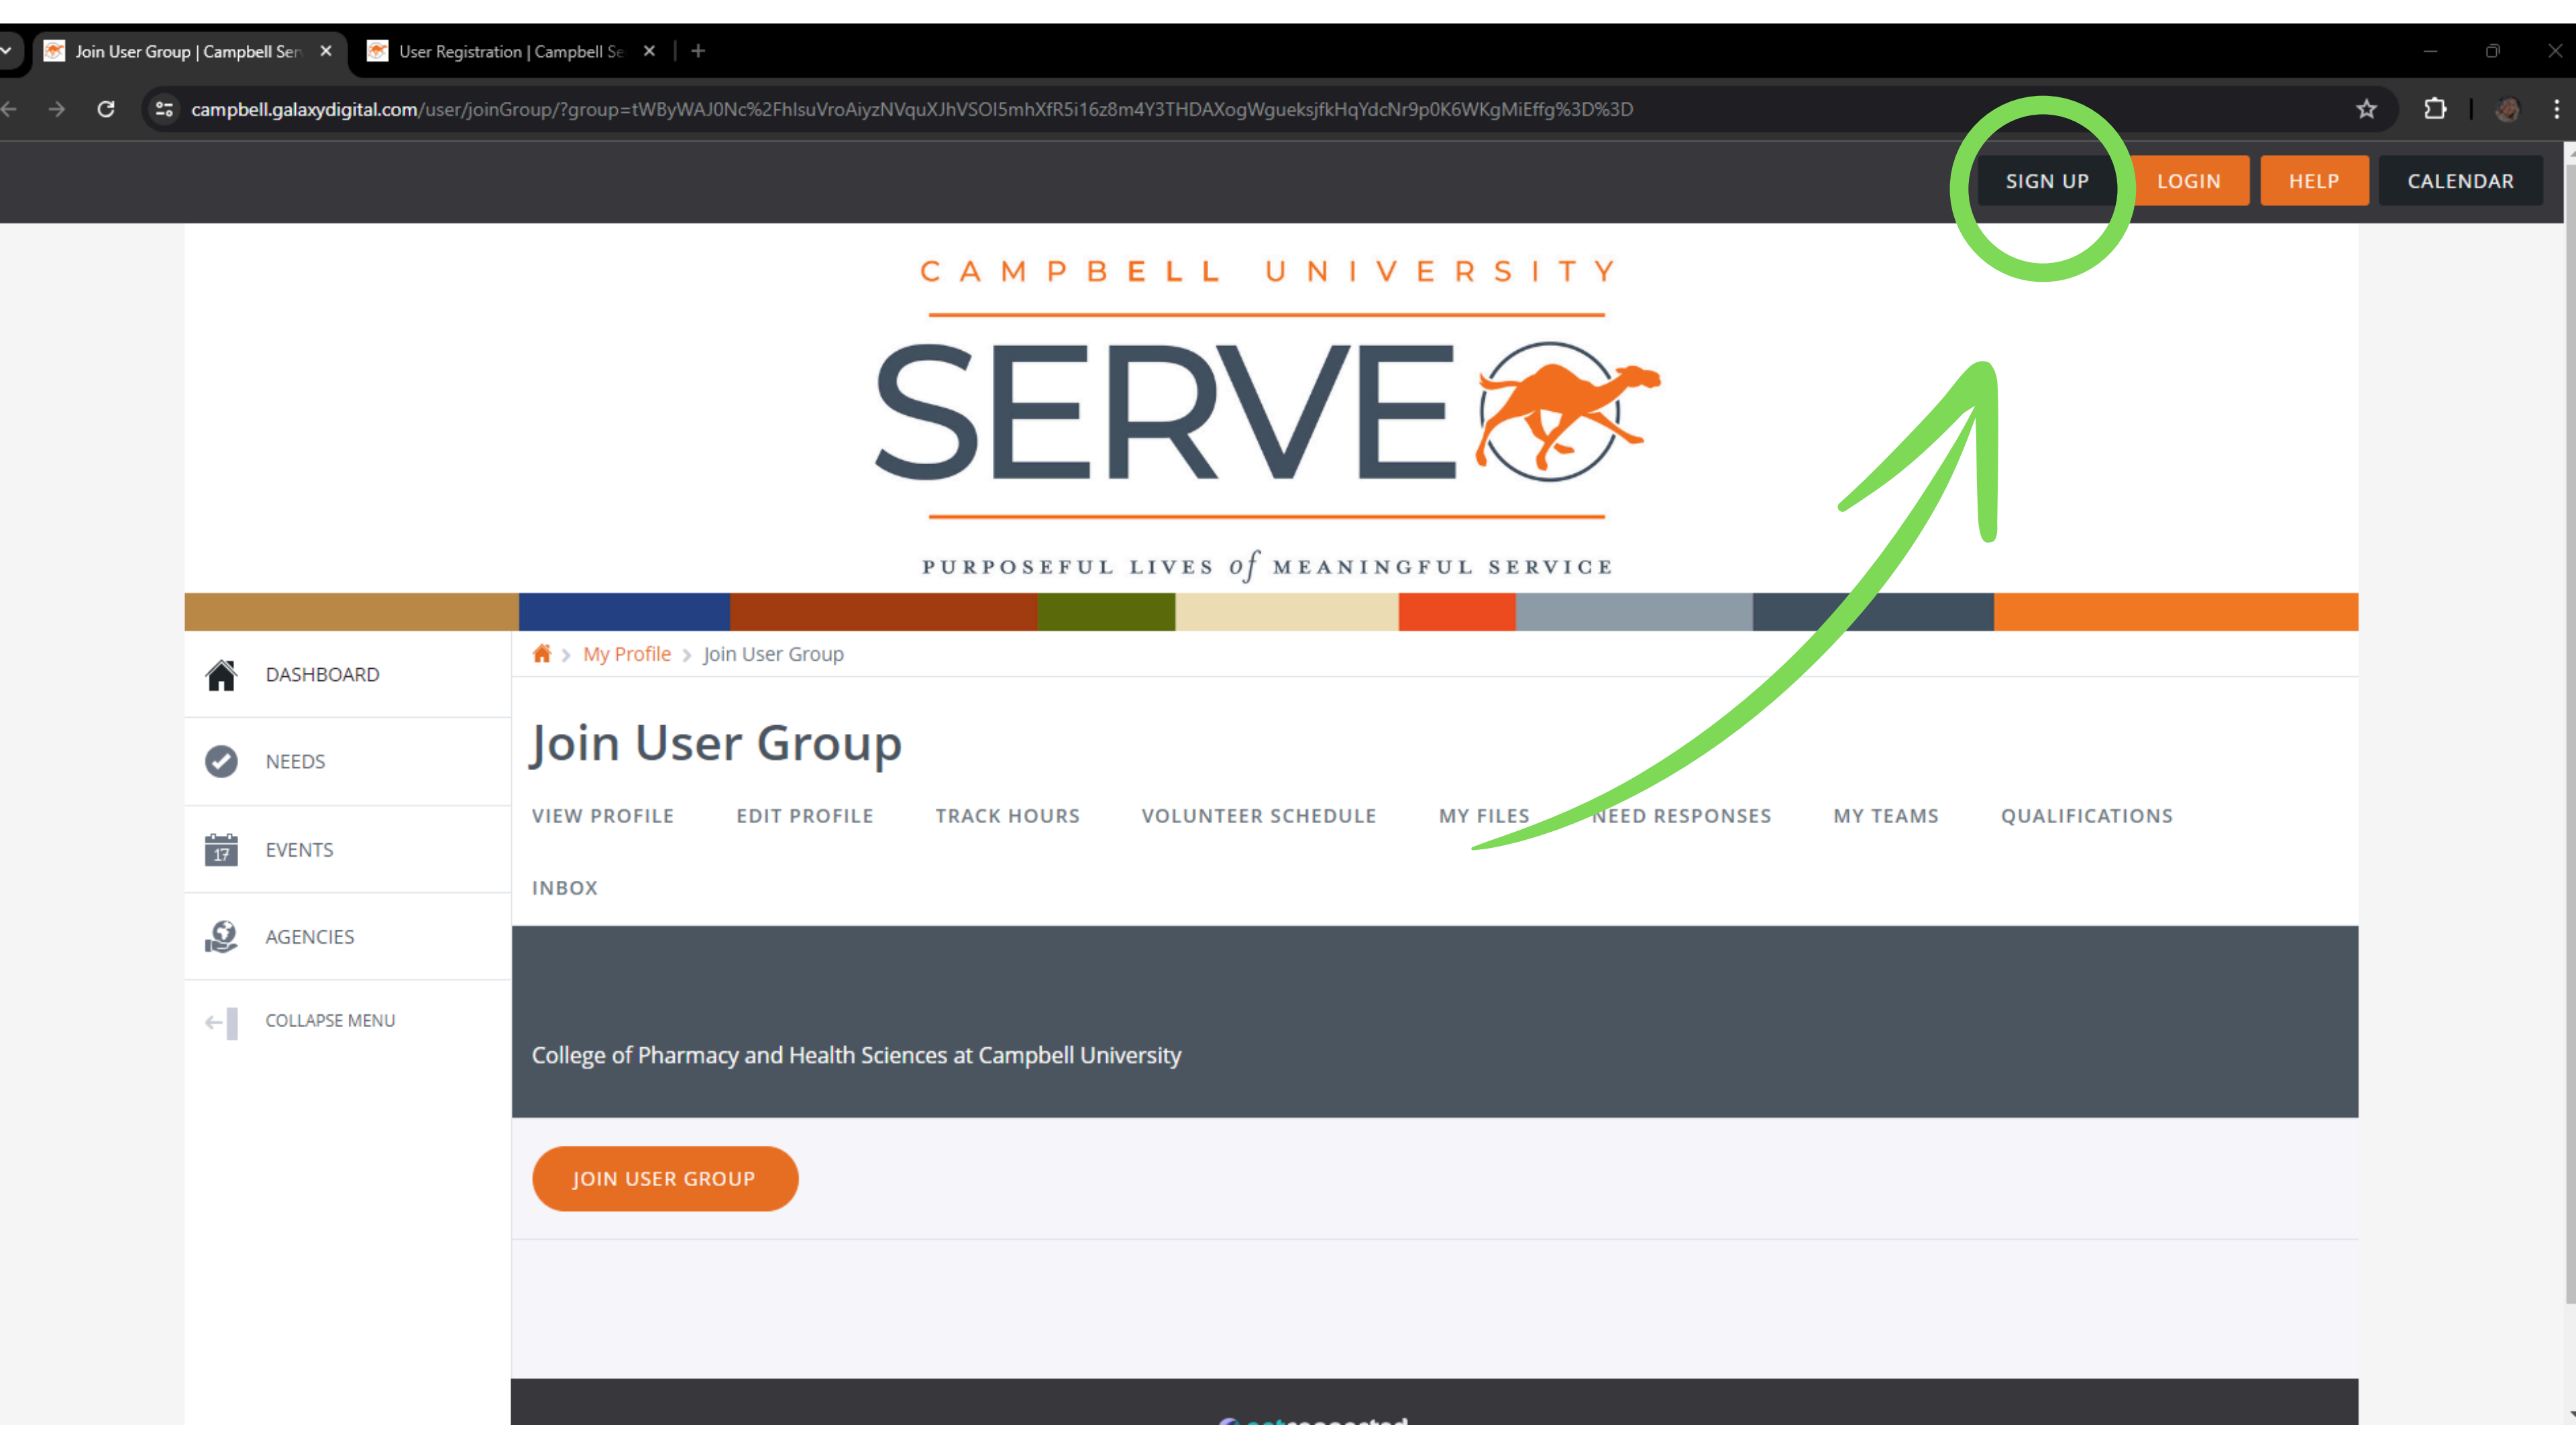 Join User Group | Campbell Ser
User Registration | Campbell Se
campbell.galaxydigital.com/user/joinGroup/?group=tWByWAJ0Nc%2FhIsuVroAiyzNVquXJhVSOI5mhXfR5i16z8m4Y3THDAXogWgueksjfkHqYdcNr9p0K6WKgMiEffg%3D%3D
SIGN UP LOGIN HELP CALENDAR
CAMPBELL UNIVERSITY
SERVE
PURPOSEFUL LIVES of MEANINGFUL SERVICE
DASHBOARD
NEEDS
17
EVENTS
AGENCIES
COLLAPSE MENU
My Profile > Join User Group
Join User Group
VIEW PROFILE EDIT PROFILE TRACK HOURS VOLUNTEER SCHEDULE MY FILES NEED RESPONSES MY TEAMS QUALIFICATIONS
INBOX
College of Pharmacy and Health Sciences at Campbell University
JOIN USER GROUP